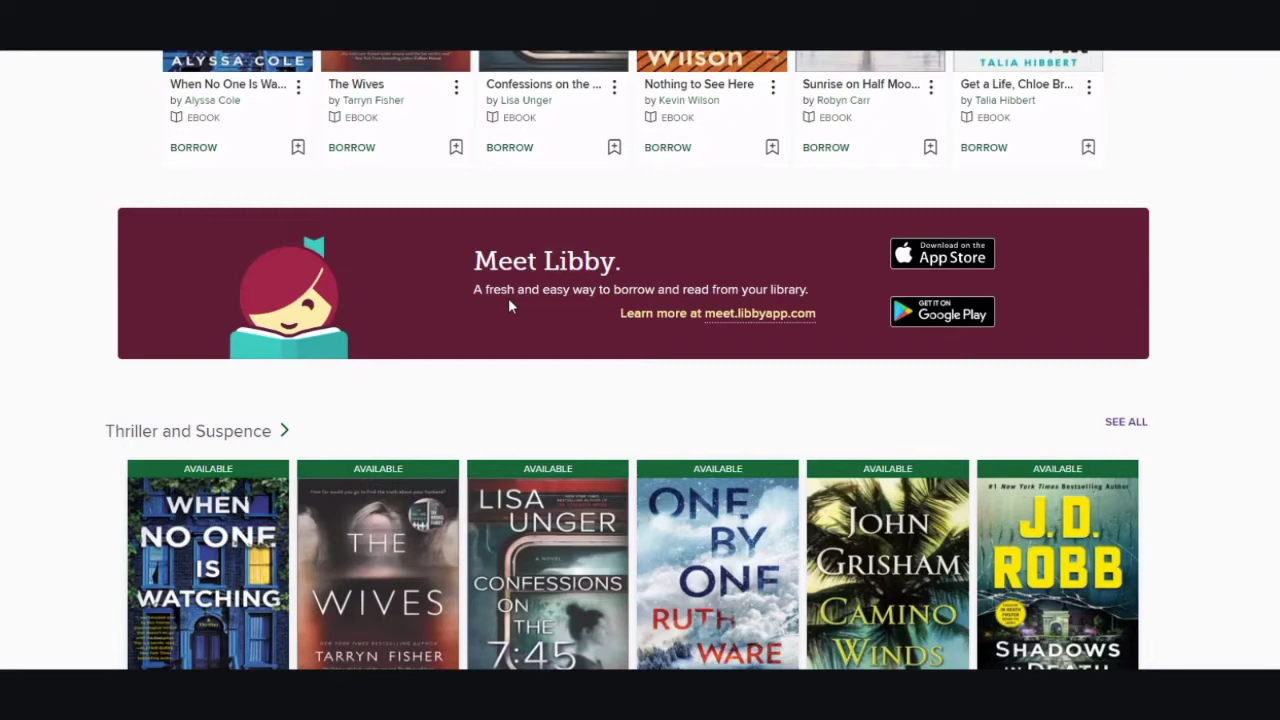 ALYSSA COLE
Wilson
TALIA HIBBERT
When No One Is Wa...
The Wives
Confessions on the ...
Nothing to See Here
Sunrise on Half Moo...
Get a Life, Chloe Br...
by Alyssa Cole
by Tarryn Fisher
by Lisa Unger
by Kevin Wilson
by Robyn Carr
by Talia Hibbert
EBOOK
EBOOK
EBOOK
EBOOK
EBOOK
EBOOK
BORROW
BORROW
BORROW
BORROW
BORROW
BORROW
Meet Libby.
A fresh and easy way to borrow and read from your library.
Learn more at meet.libbyapp.com
Download on the
App Store
GET IT ON
Google Play
Thriller and Suspence
SEE ALL
AVAILABLE
AVAILABLE
AVAILABLE
AVAILABLE
AVAILABLE
AVAILABLE
WHEN
NO ONE
IS
WATCHING
THE
WIVES
TARRYN FISHER
LISA
UNGER
A NOVEL
CONFESSIONS
ON
THE
7:45
ONE
BY
ONE
RUTH
WARE
JOHN
GRISHAM
CAMINO
WINDS
#1 New York Times Bestselling Author
J.D.
ROBB
SHADOWS
IN DEATH